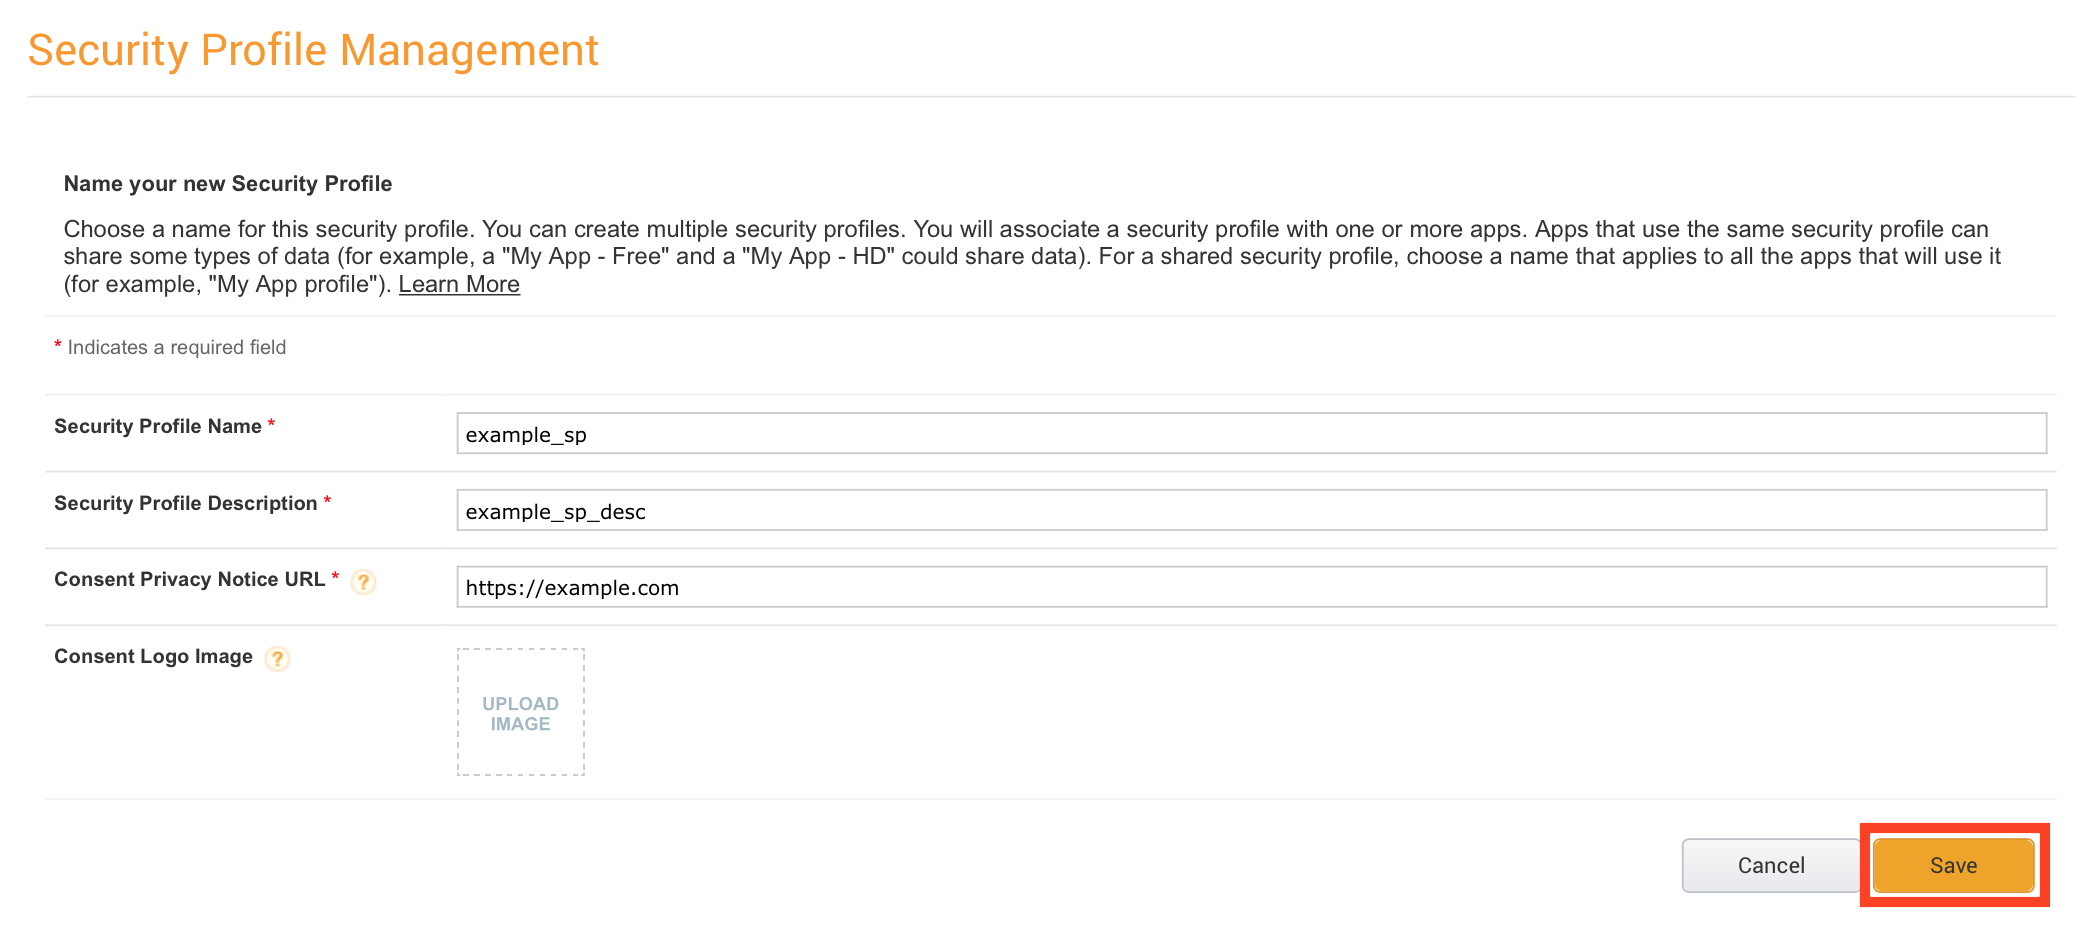 Security Profile Management
Name your new Security Profile
Choose a name for this security profile. You can create multiple security profiles. You will associate a security profile with one or more apps. Apps that use the same security profile can
share some types of data (for example, a "My App - Free" and a "My App - HD" could share data). For a shared security profile, choose a name that applies to all the apps that will use it
(for example, "My App profile"). Learn More
* Indicates a required field
Security Profile Name *
example_sp
Security Profile Description *
example_sp_desc
Consent Privacy Notice URL * ?
https://example.com
Consent Logo Image ?
UPLOAD
IMAGE
Cancel
Save